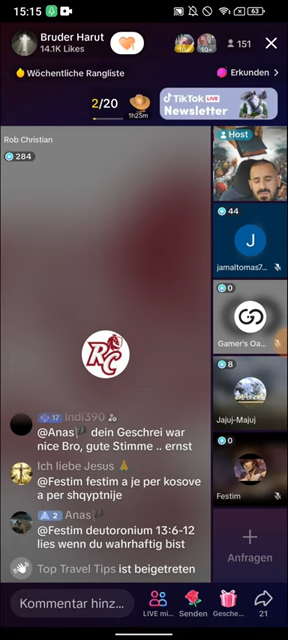 15:15
63
Bruder Harut
14.1K Likes
10+
10+
151
Wöchentliche Rangliste
Erkunden >
2/20
1h25m
TikTok LIVE
Newsletter
Rob Christian
284
Host
44
J
jamaltomas7...
0
Gamer's Oa...
8
Jajuj-Majuj
0
Festim
RC
17 Indi390
@Anas🏴 dein Geschrei war
nice Bro, gute Stimme .. ernst
Ich liebe Jesus 🙏
@Festim festim a je per kosove
a per shqyptnije
2 Anas🏴
@Festim deutoronium 13:6-12
lies wenn du wahrhaftig bist
Top Travel Tips ist beigetreten
+
Anfragen
Kommentar hinz...
LIVE mi...
Senden
Gesche...
21